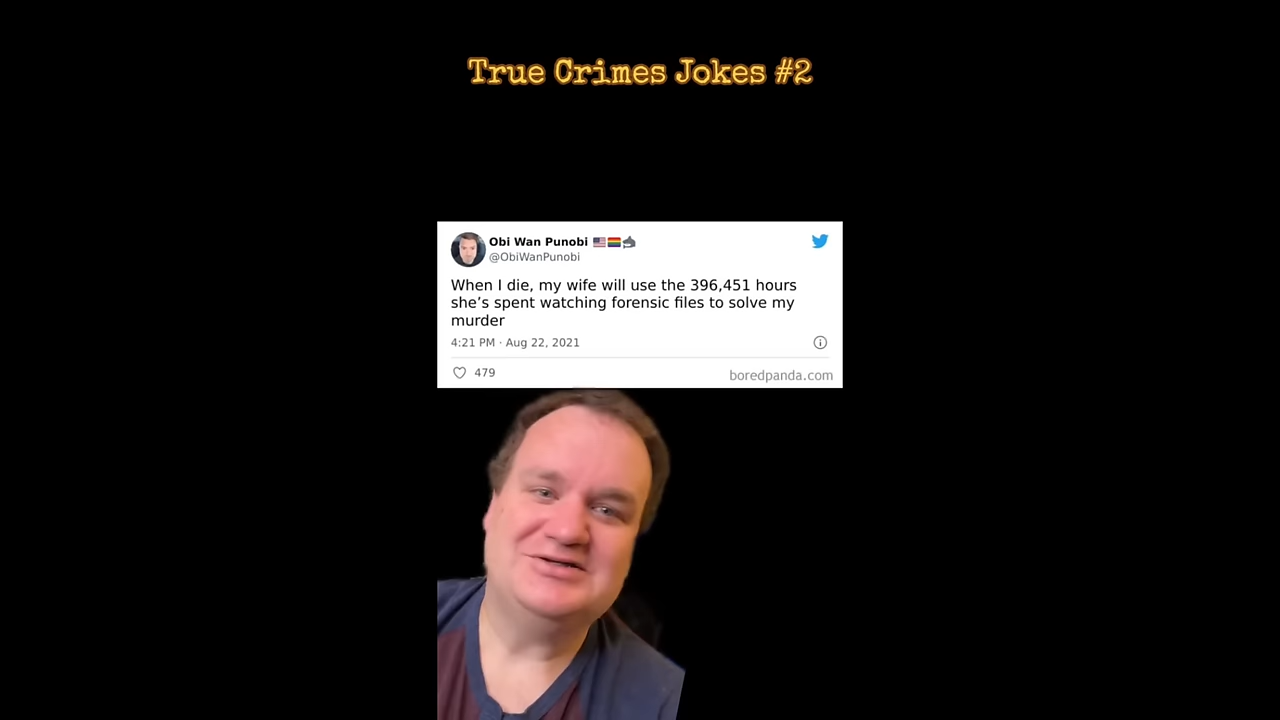 True Crimes Jokes #2
Obi Wan Punobi 🇺🇸🏳️‍🌈🦈
@ObiWanPunobi
When I die, my wife will use the 396,451 hours
she’s spent watching forensic files to solve my
murder
4:21 PM · Aug 22, 2021
479
boredpanda.com